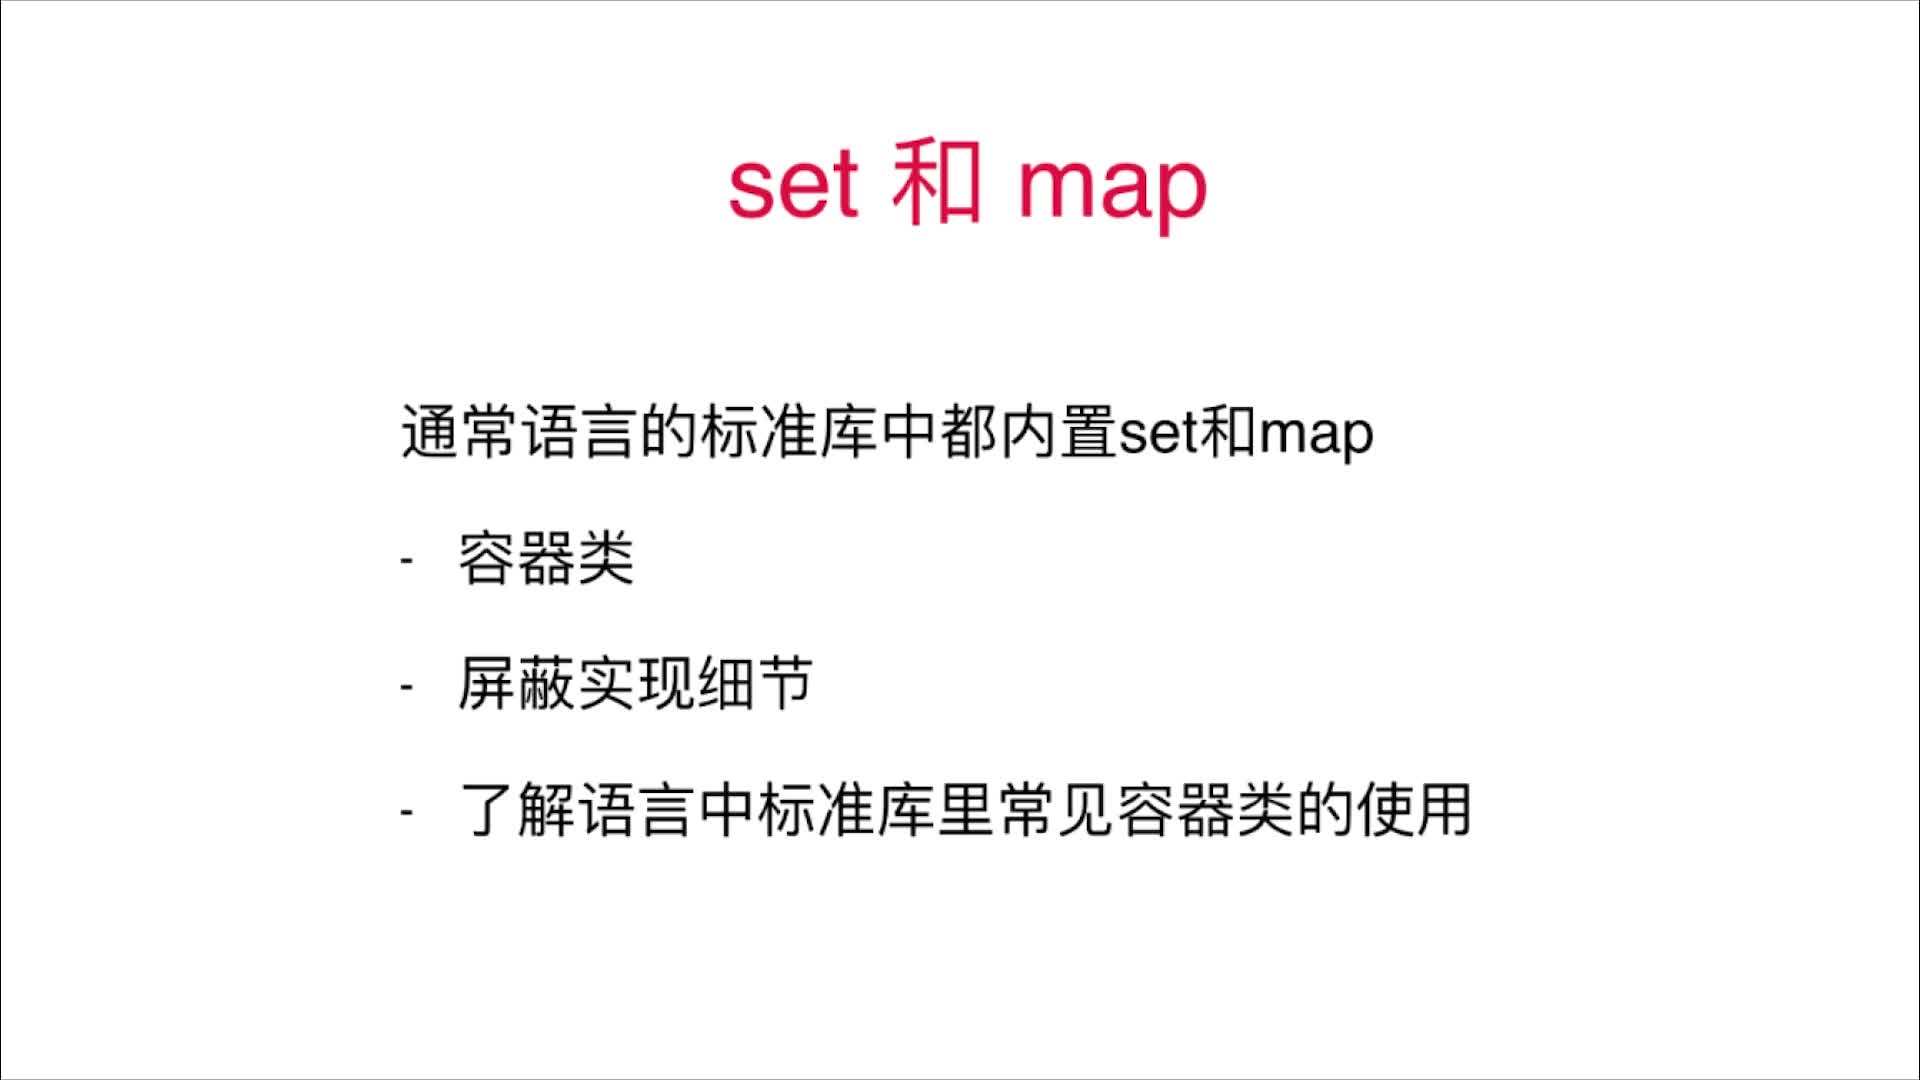 set 和 map
通常语言的标准库中都内置set和map
- 容器类
- 屏蔽实现细节
- 了解语言中标准库里常见容器类的使用